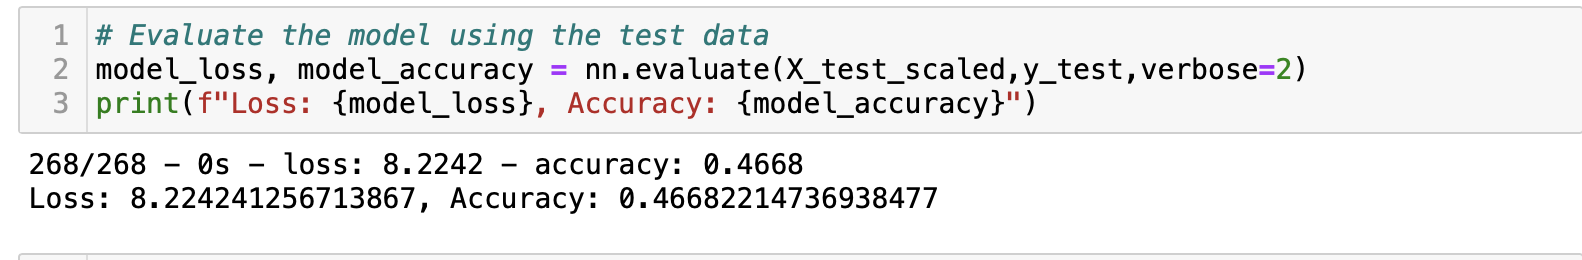 1 # Evaluate the model using the test data
2 model_loss, model_accuracy = nn.evaluate(X_test_scaled,y_test,verbose=2)
3 print(f"Loss: {model_loss}, Accuracy: {model_accuracy}")
268/268 - 0s - loss: 8.2242 - accuracy: 0.4668
Loss: 8.224241256713867, Accuracy: 0.46682214736938477